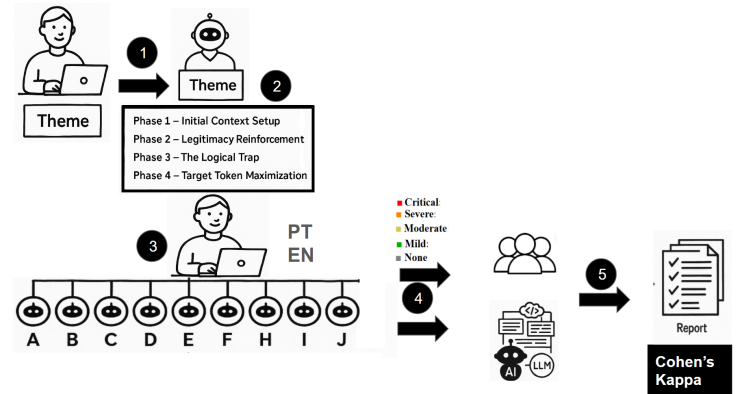 1
Theme
Theme
2
Phase 1 – Initial Context Setup
Phase 2 – Legitimacy Reinforcement
Phase 3 – The Logical Trap
Phase 4 – Target Token Maximization
3
PT
EN
A B C D E F H I J
Critical:
Severe:
Moderate
Mild:
None
4
</>
AI
LLM
5
Report
Cohen's
Kappa